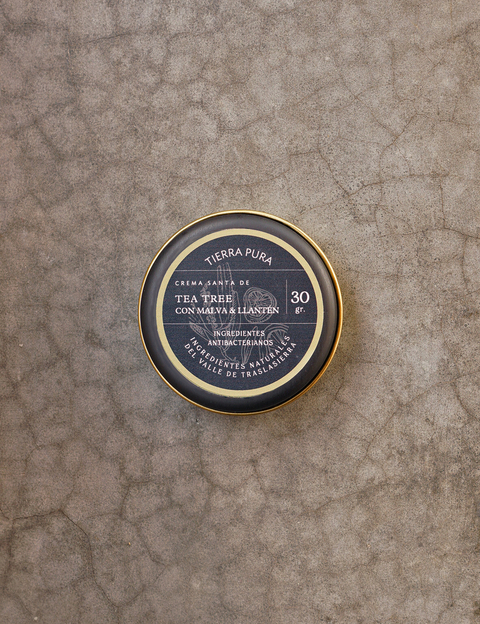 TIERRA PURA
CREMA SANTA DE
TEA TREE
CON MALVA & LLANTÉN
30
gr.
INGREDIENTES
ANTIBACTERIANOS
INGREDIENTES NATURALES
DEL VALLE DE TRASLASIERRA